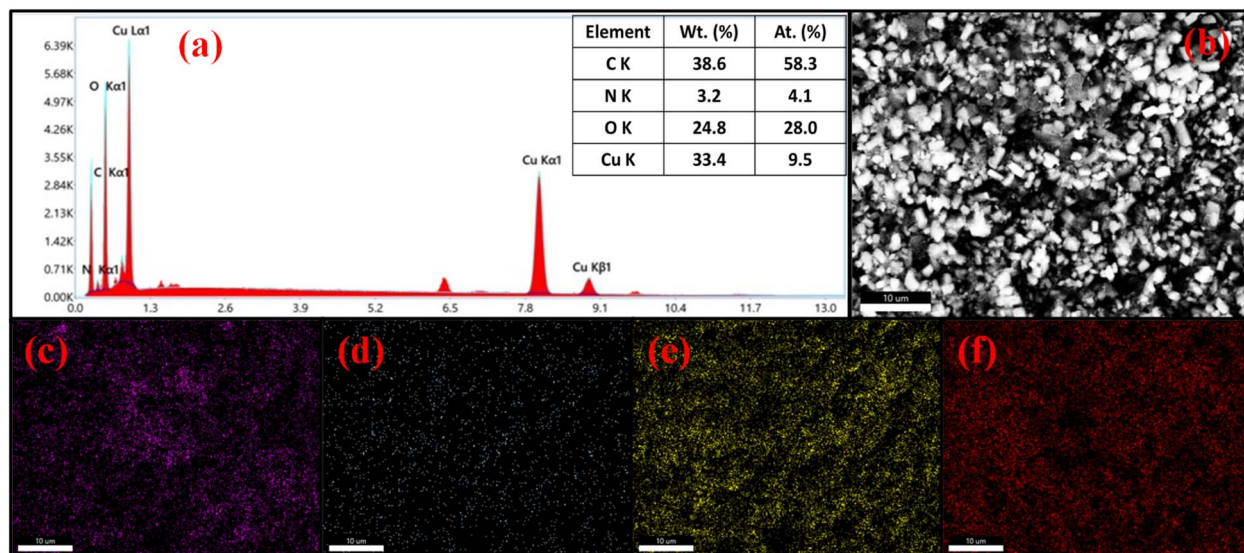 (a)
6.39K
5.68K
4.97K
4.26K
3.55K
2.84K
2.13K
1.42K
0.71K
0.00K
Cu Lα1
O Kα1
C Kα1
N Kα1
Cu Kα1
Cu Kβ1
0.0 1.3 2.6 3.9 5.2 6.5 7.8 9.1 10.4 11.7 13.0
Element Wt. (%) At. (%)
C K 38.6 58.3
N K 3.2 4.1
O K 24.8 28.0
Cu K 33.4 9.5
(b)
10 um
(c)
10 um
(d)
10 um
(e)
10 um
(f)
10 um